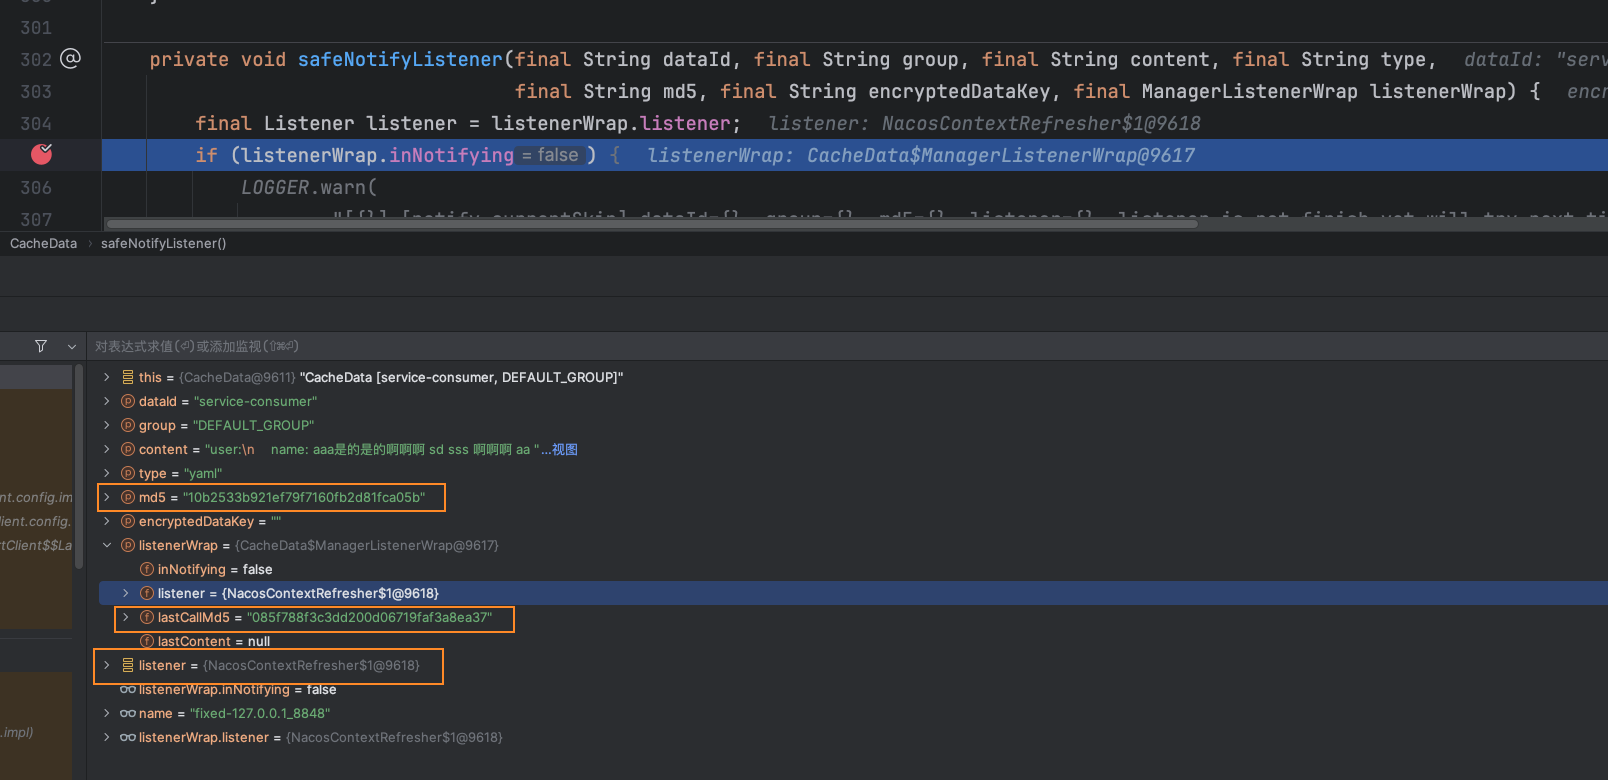 301
302 private void safeNotifyListener(final String dataId, final String group, final String content, final String type, dataId: "serv
303 final String md5, final String encryptedDataKey, final ManagerListenerWrap listenerWrap) { encr
304 final Listener listener = listenerWrap.listener; listener: NacosContextRefresher$1@9618
if (listenerWrap.inNotifying = false ) { listenerWrap: CacheData$ManagerListenerWrap@9617
306 LOGGER.warn(
307
CacheData › safeNotifyListener()
对表达式求值(⏎)或添加监视(⇧⌘⏎)
this = {CacheData@9611} "CacheData [service-consumer, DEFAULT_GROUP]"
dataId = "service-consumer"
group = "DEFAULT_GROUP"
content = "user:\n name: aaa是的是的啊啊啊 sd sss 啊啊啊 aa "...视图
type = "yaml"
md5 = "10b2533b921ef79f7160fb2d81fca05b"
nt.config.im
encryptedDataKey = ""
lient.config.
listenerWrap = {CacheData$ManagerListenerWrap@9617}
tClient$$La
inNotifying = false
listener = {NacosContextRefresher$1@9618}
lastCallMd5 = "085f788f3c3dd200d06719faf3a8ea37"
lastContent = null
listener = {NacosContextRefresher$1@9618}
listenerWrap.inNotifying = false
name = "fixed-127.0.0.1_8848"
.impl)
listenerWrap.listener = {NacosContextRefresher$1@9618}